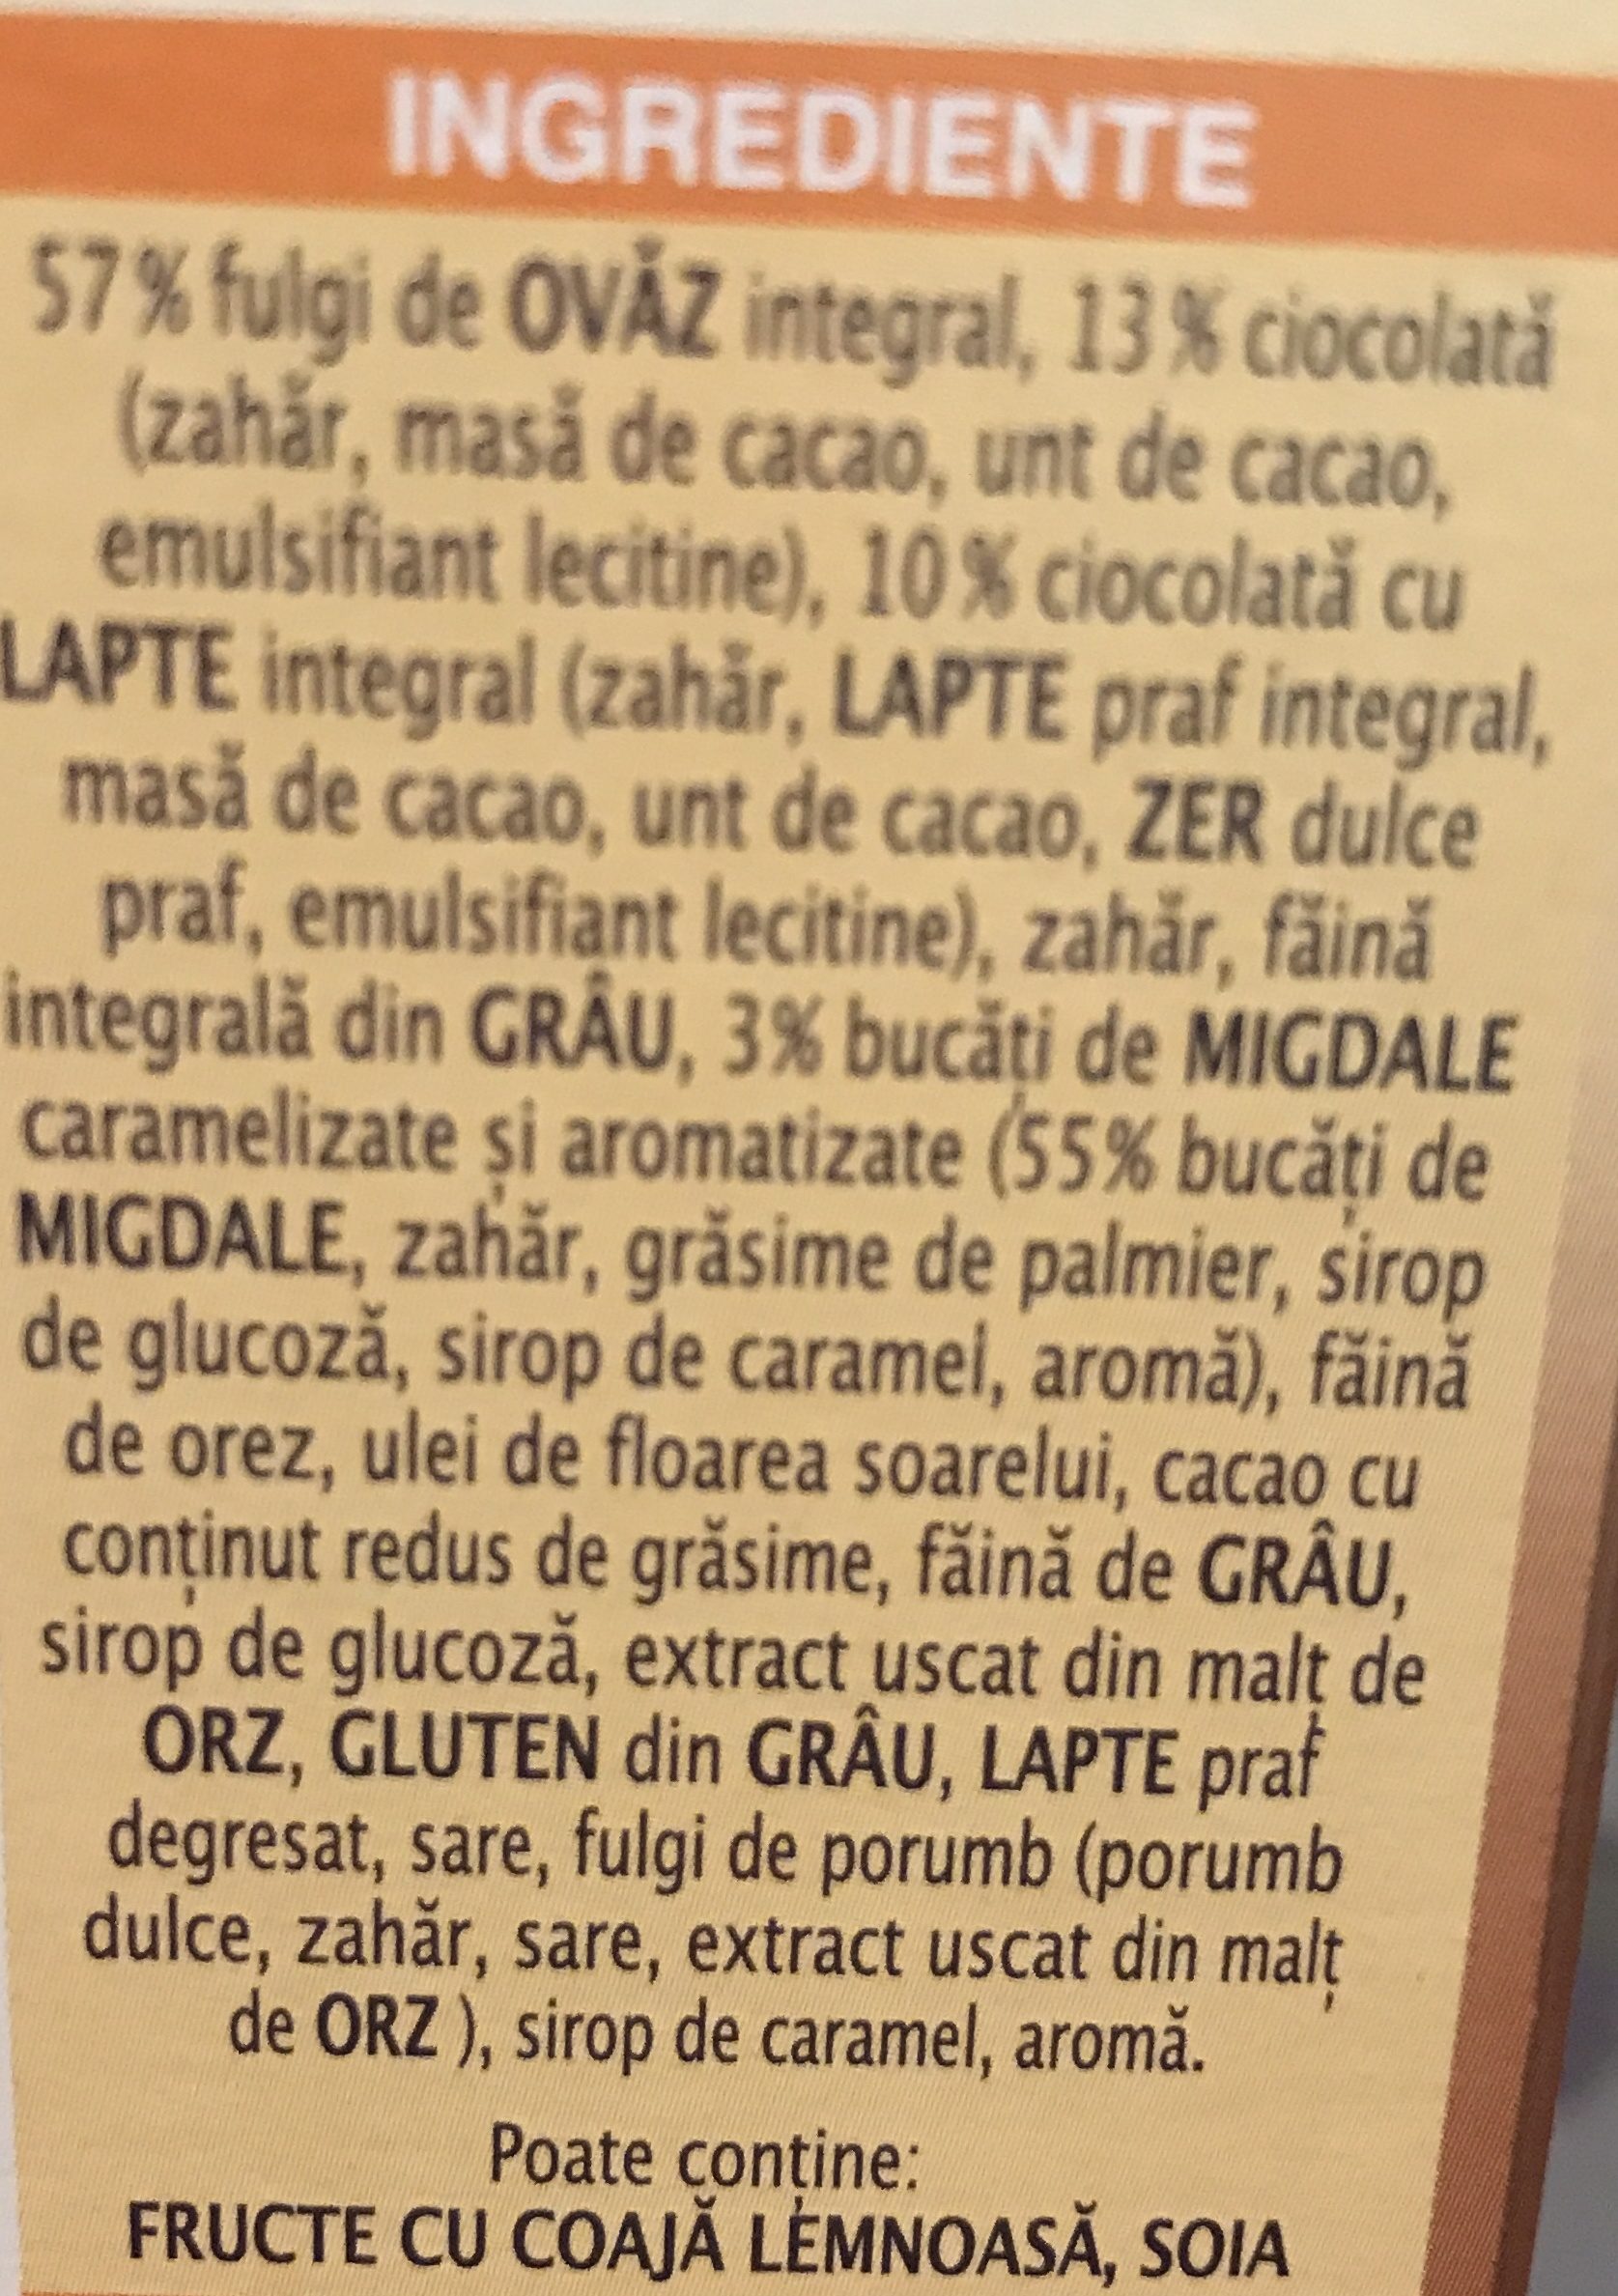 INGREDIENTE
57% fulgi de OVĂZ integral, 13% ciocolată
(zahăr, masă de cacao, unt de cacao,
emulsifiant lecitine), 10% ciocolată cu
LAPTE integral (zahăr, LAPTE praf integral,
masă de cacao, unt de cacao, ZER dulce
praf, emulsifiant lecitine), zahăr, făină
integrală din GRÂU, 3% bucăți de MIGDALE
caramelizate și aromatizate (55% bucăți de
MIGDALE, zahăr, grăsime de palmier, sirop
de glucoză, sirop de caramel, aromă), făină
de orez, ulei de floarea soarelui, cacao cu
conținut redus de grăsime, făină de GRÂU,
sirop de glucoză, extract uscat din malț de
ORZ, GLUTEN din GRÂU, LAPTE praf
degresat, sare, fulgi de porumb (porumb
dulce, zahăr, sare, extract uscat din malț
de ORZ ), sirop de caramel, aromă.
Poate conține:
FRUCTE CU COAJĂ LEMNOASĂ, SOIA